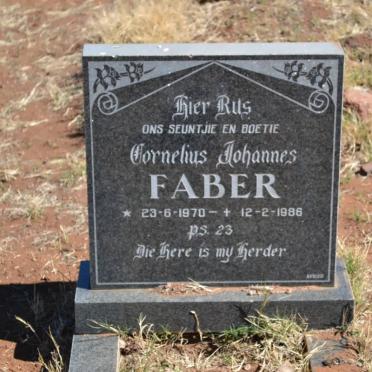 Hier Rus
ONS SEUNTJIE EN BOETIE
Cornelius Johannes
FABER
* 23-6-1970 - + 12-2-1986
PS. 23
Die Here is my Herder